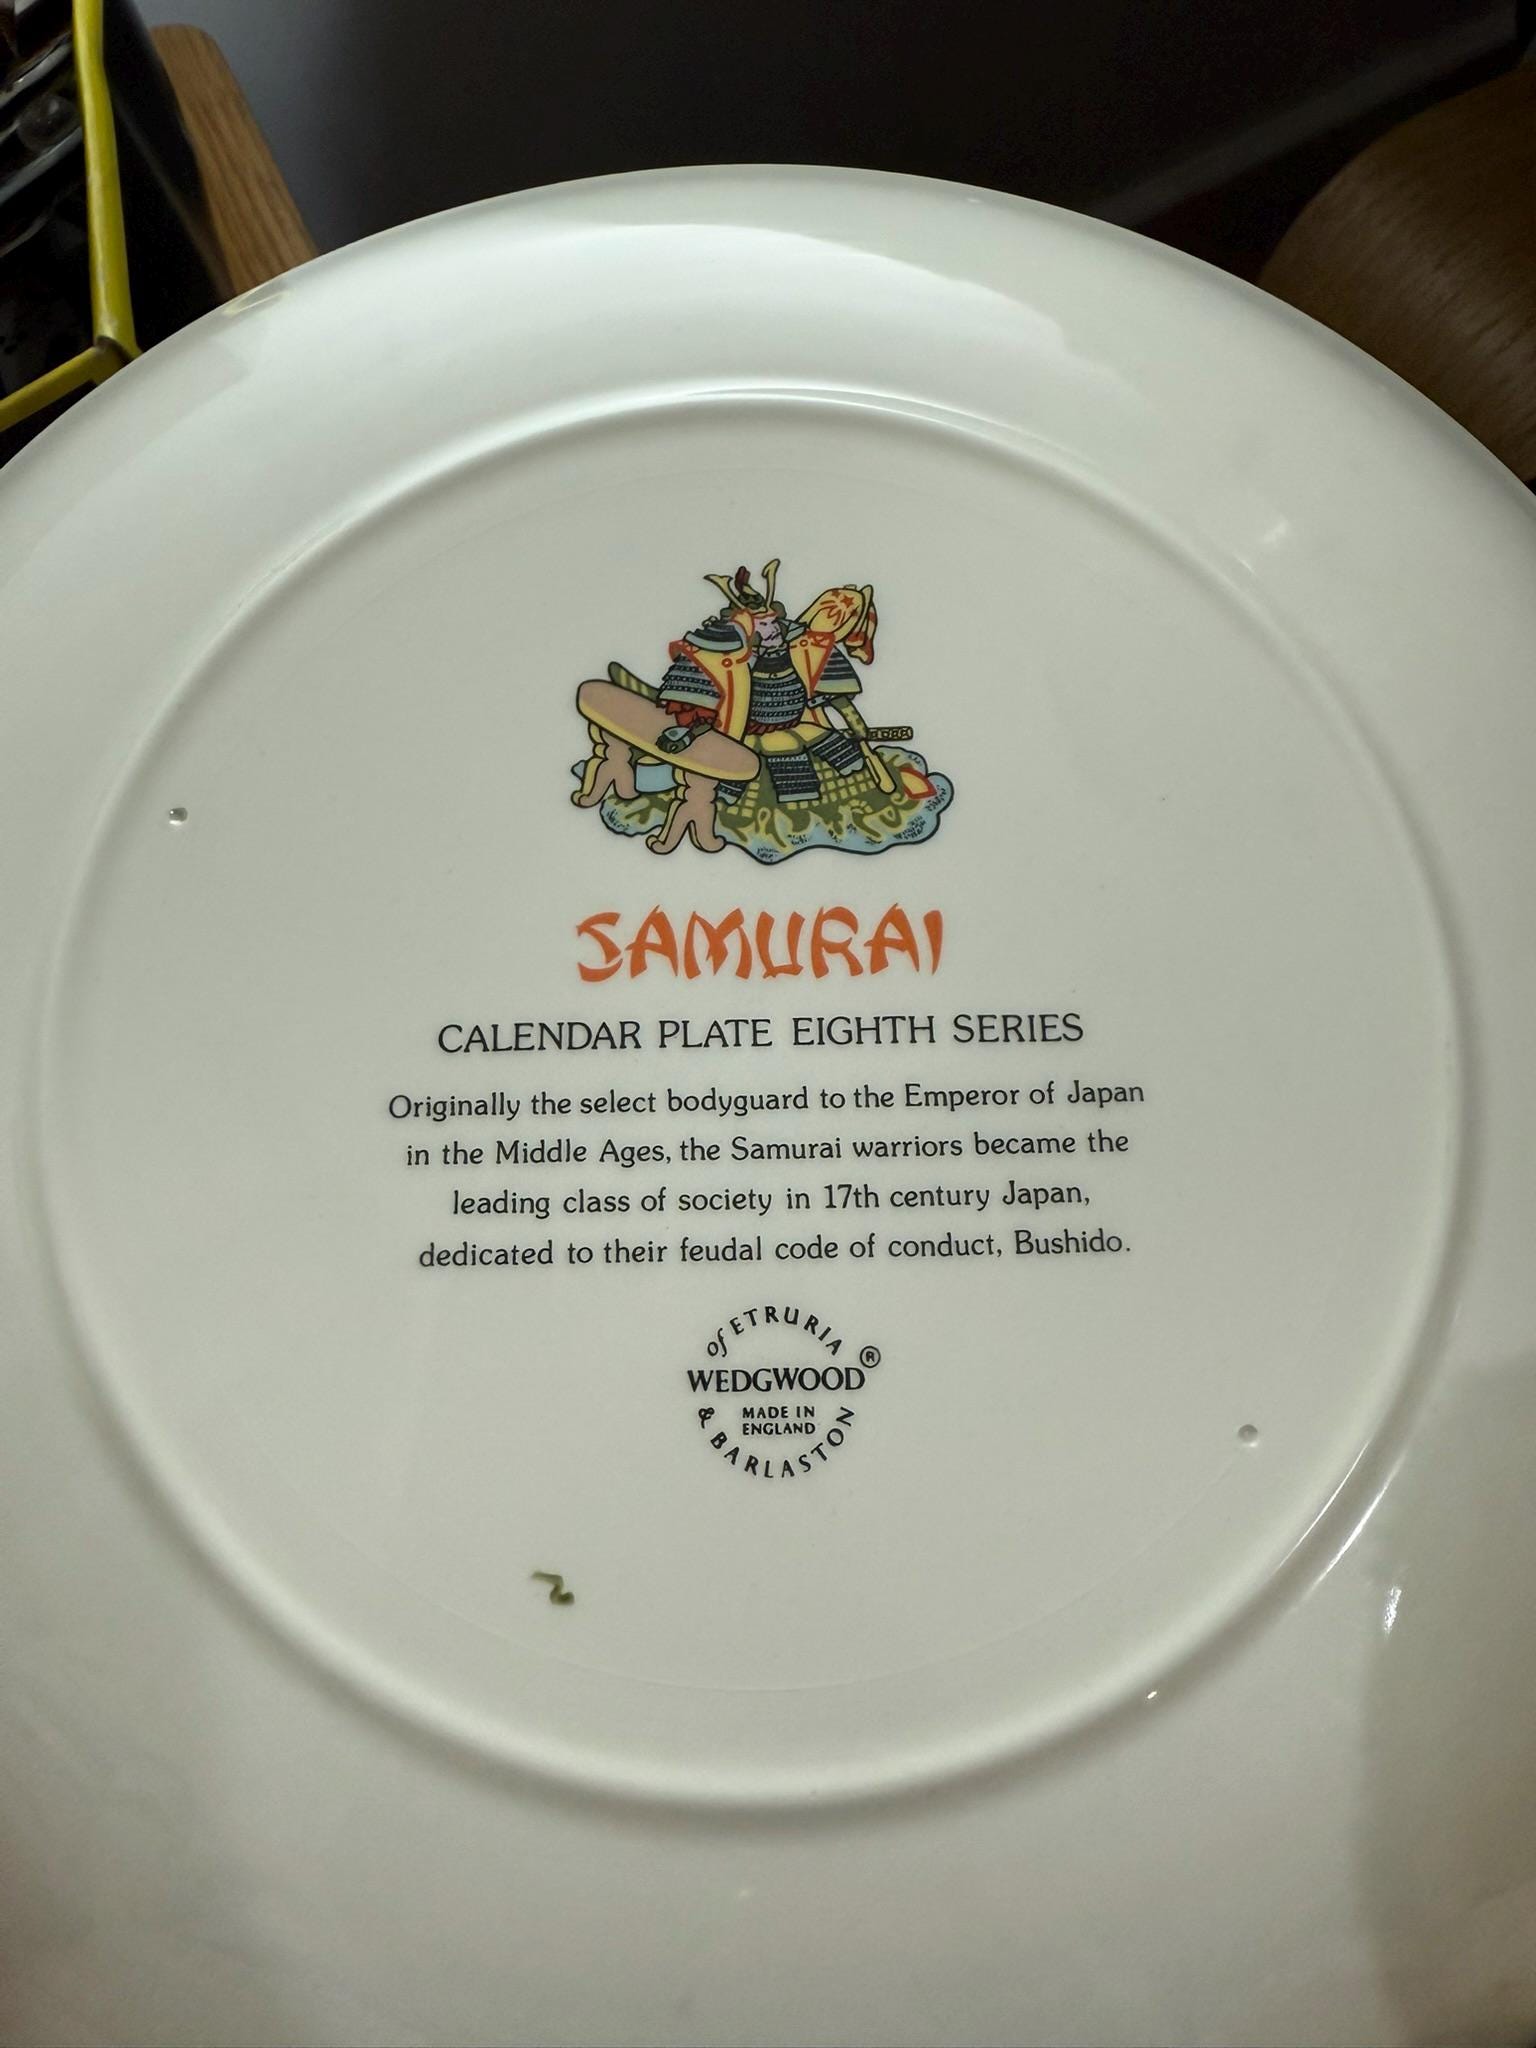 SAMURAI
CALENDAR PLATE EIGHTH SERIES
Originally the select bodyguard to the Emperor of Japan
in the Middle Ages, the Samurai warriors became the
leading class of society in 17th century Japan,
dedicated to their feudal code of conduct, Bushido.
of ETRURIA
WEDGWOOD®
MADE IN
ENGLAND
& BARLASTON